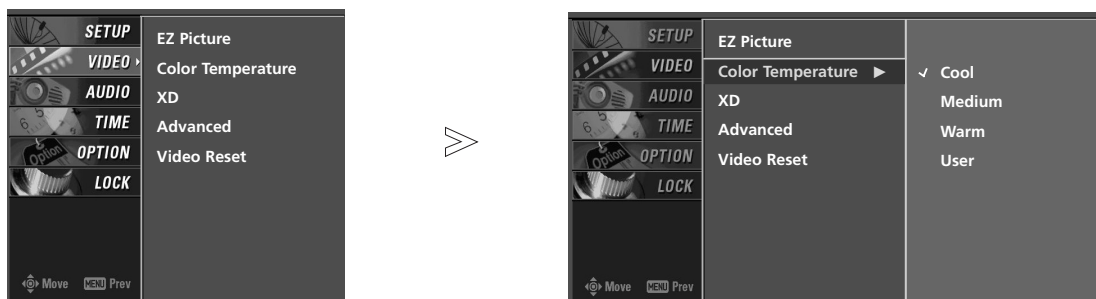 SETUP
VIDEO
AUDIO
TIME
OPTION
LOCK
Move MENU Prev
EZ Picture
Color Temperature
XD
Advanced
Video Reset
SETUP
VIDEO
AUDIO
TIME
OPTION
LOCK
Move MENU Prev
EZ Picture
Color Temperature ►
XD
Advanced
Video Reset
✓ Cool
Medium
Warm
User